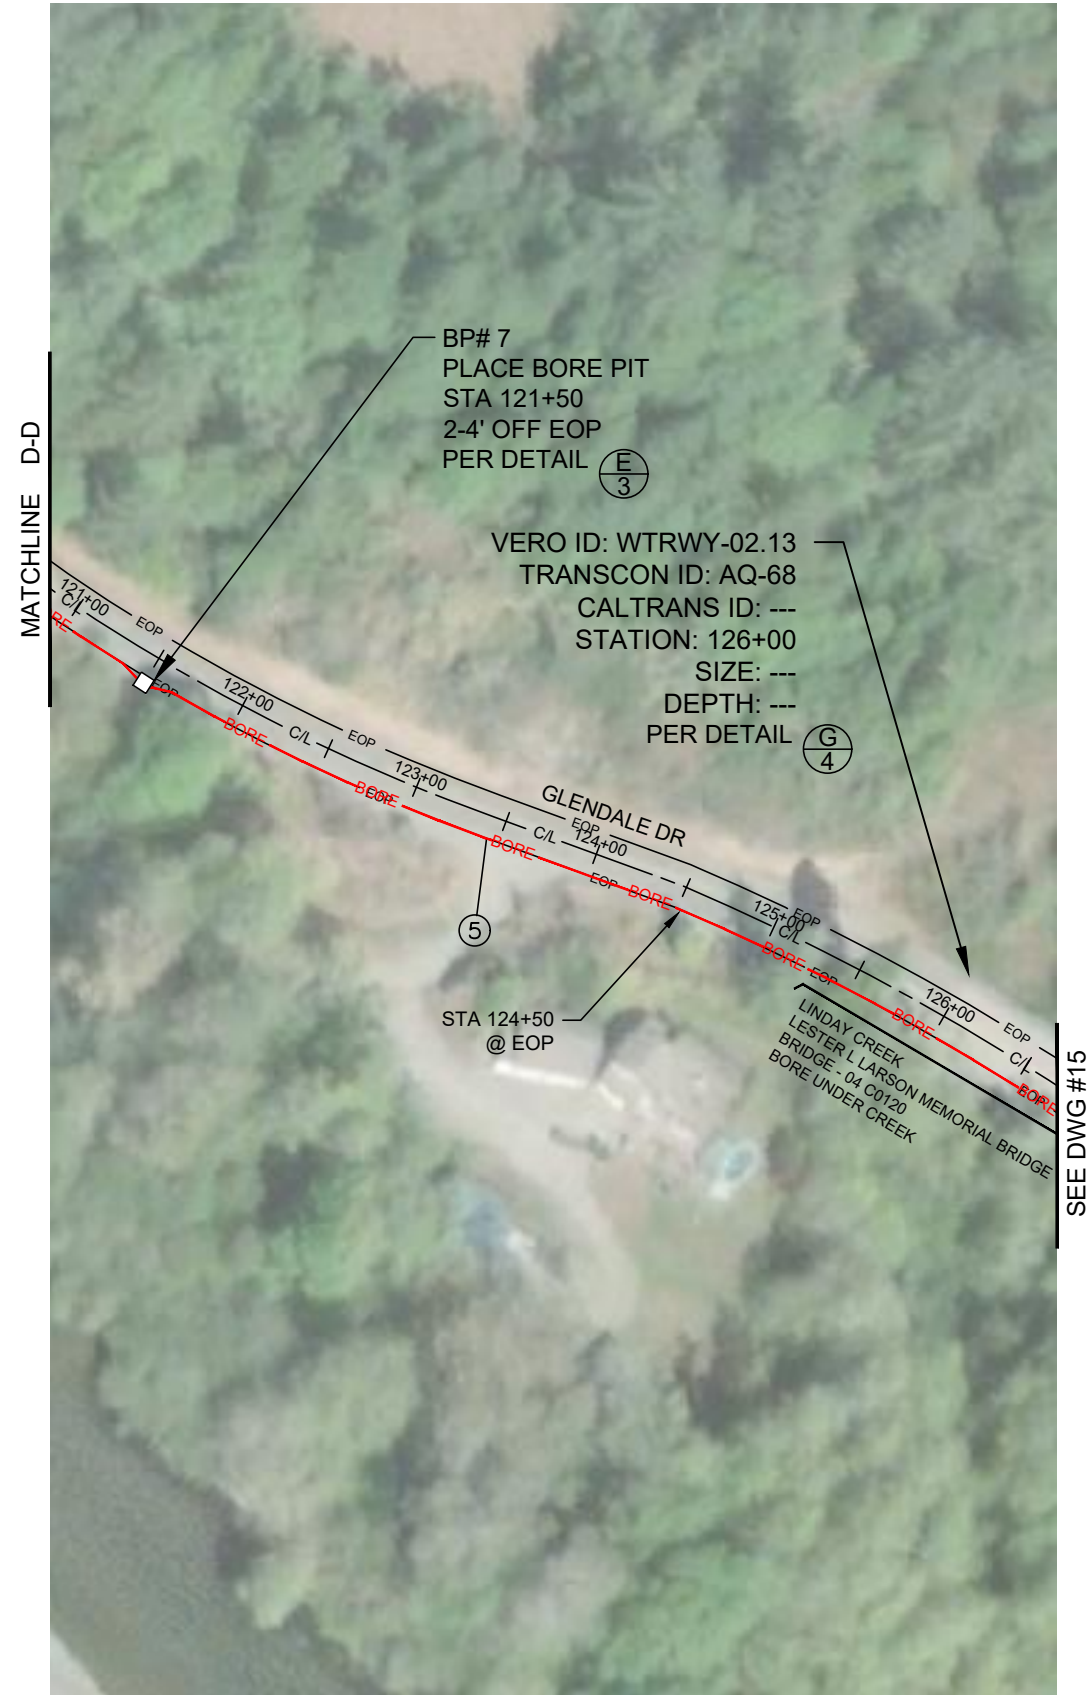 BP# 7
PLACE BORE PIT
STA 121+50
2-4' OFF EOP
PER DETAIL
E
3
MATCHLINE D-D
VERO ID: WTRWY-02.13
TRANSCON ID: AQ-68
CALTRANS ID: ---
STATION: 126+00
SIZE: ---
DEPTH: ---
PER DETAIL
G
4
121+00
C/L
RE
EOP
EOP
122+00
BORE
C/L
EOP
123+00
BORE
EOP
GLENDALE DR
EOP
C/L
124+00
BORE
EOP
BORE
5
125+00
EOP
C/L
BORE
EOP
126+00
BORE
EOP
C/L
EOP
BORE
STA 124+50
@ EOP
LINDAY CREEK
LESTER L LARSON MEMORIAL BRIDGE
BRIDGE - 04 C0120
BORE UNDER CREEK
SEE DWG #15